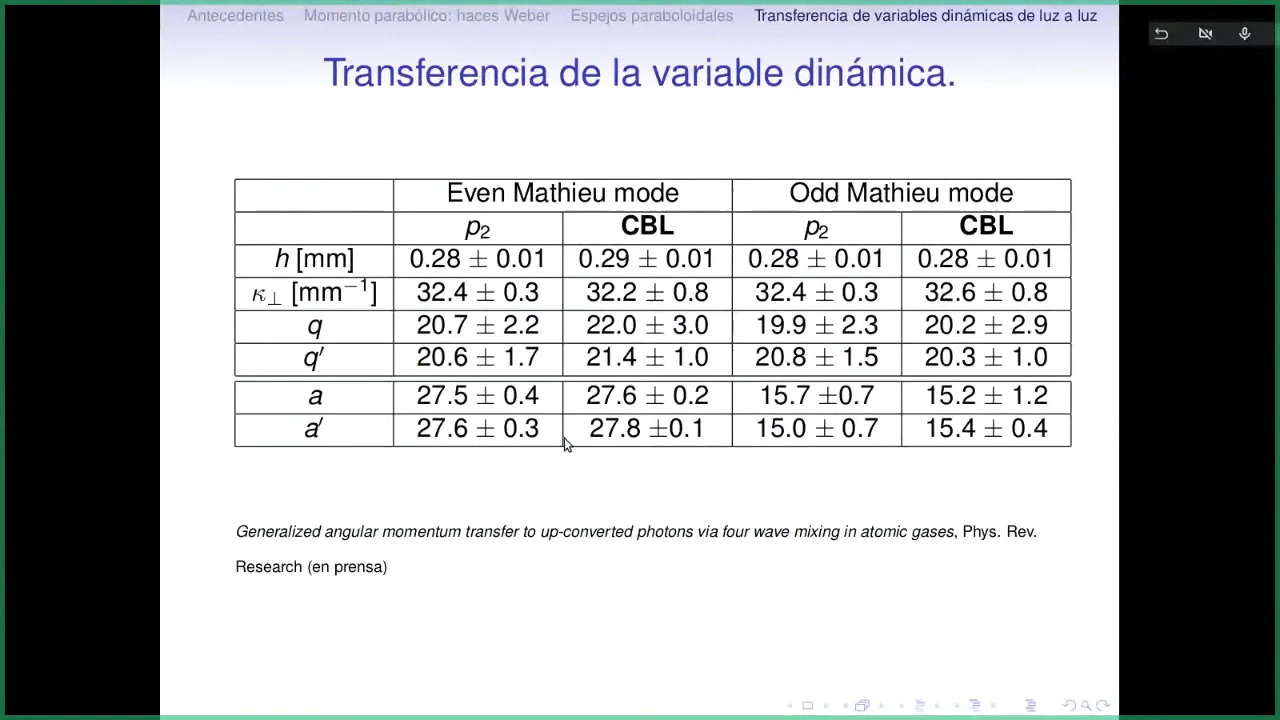 Antecedentes Momento parabólico: haces Weber Espejos paraboloidales Transferencia de variables dinámicas de luz a luz
Transferencia de la variable dinámica.
Even Mathieu mode Odd Mathieu mode
p₂ CBL p₂ CBL
h [mm] 0.28 ± 0.01 0.29 ± 0.01 0.28 ± 0.01 0.28 ± 0.01
κ⊥ [mm⁻¹] 32.4 ± 0.3 32.2 ± 0.8 32.4 ± 0.3 32.6 ± 0.8
q 20.7 ± 2.2 22.0 ± 3.0 19.9 ± 2.3 20.2 ± 2.9
q′ 20.6 ± 1.7 21.4 ± 1.0 20.8 ± 1.5 20.3 ± 1.0
a 27.5 ± 0.4 27.6 ± 0.2 15.7 ±0.7 15.2 ± 1.2
a′ 27.6 ± 0.3 27.8 ±0.1 15.0 ± 0.7 15.4 ± 0.4
Generalized angular momentum transfer to up-converted photons via four wave mixing in atomic gases, Phys. Rev.
Research (en prensa)